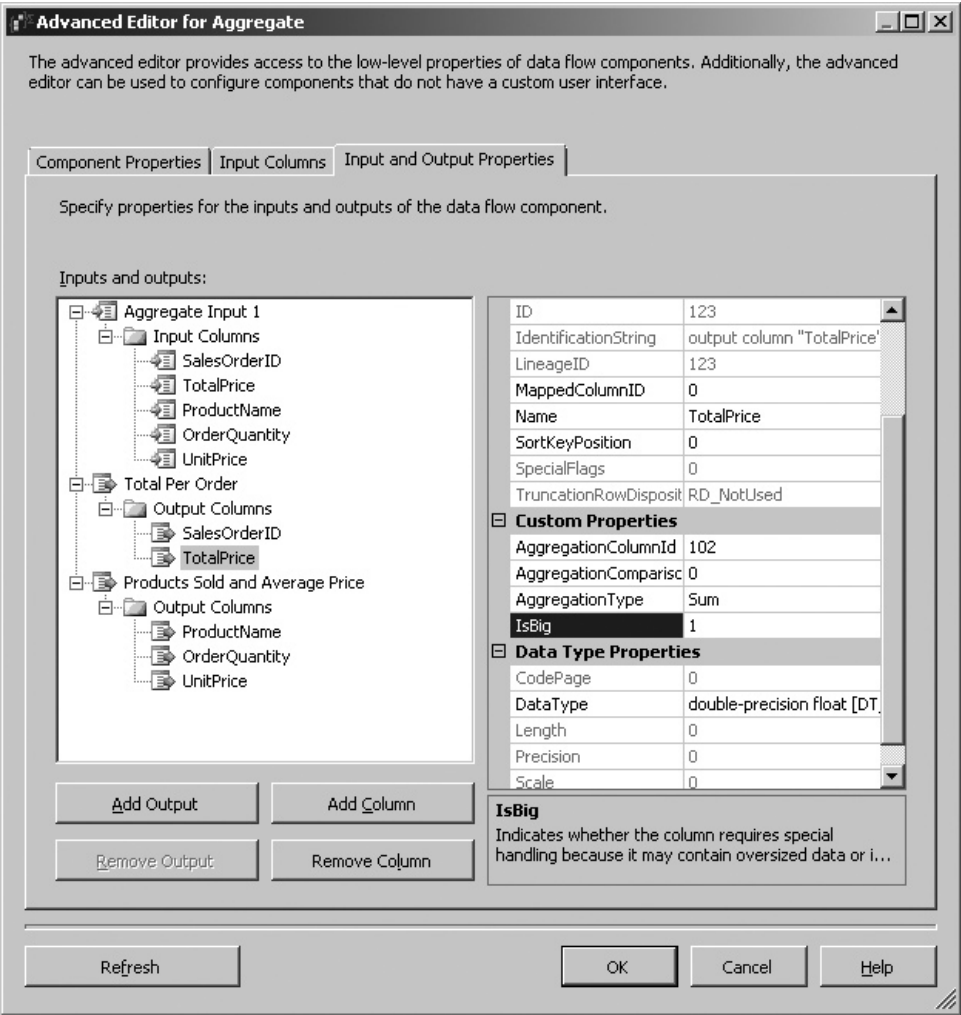 Advanced Editor for Aggregate
The advanced editor provides access to the low-level properties of data flow components. Additionally, the advanced
editor can be used to configure components that do not have a custom user interface.
Component Properties
Input Columns
Input and Output Properties
Specify properties for the inputs and outputs of the data flow component.
Inputs and outputs:
Aggregate Input 1
Input Columns
SalesOrderID
TotalPrice
ProductName
OrderQuantity
UnitPrice
Total Per Order
Output Columns
SalesOrderID
TotalPrice
Products Sold and Average Price
Output Columns
ProductName
OrderQuantity
UnitPrice
ID 123
IdentificationString output column "TotalPrice"
LineageID 123
MappedColumnID 0
Name TotalPrice
SortKeyPosition 0
SpecialFlags 0
TruncationRowDisposit RD_NotUsed
Custom Properties
AggregationColumnId 102
AggregationComparisc 0
AggregationType Sum
IsBig 1
Data Type Properties
CodePage 0
DataType double-precision float [DT_
Length 0
Precision 0
Scale 0
Add Output
Add Column
Remove Output
Remove Column
IsBig
Indicates whether the column requires special
handling because it may contain oversized data or i...
Refresh
OK
Cancel
Help